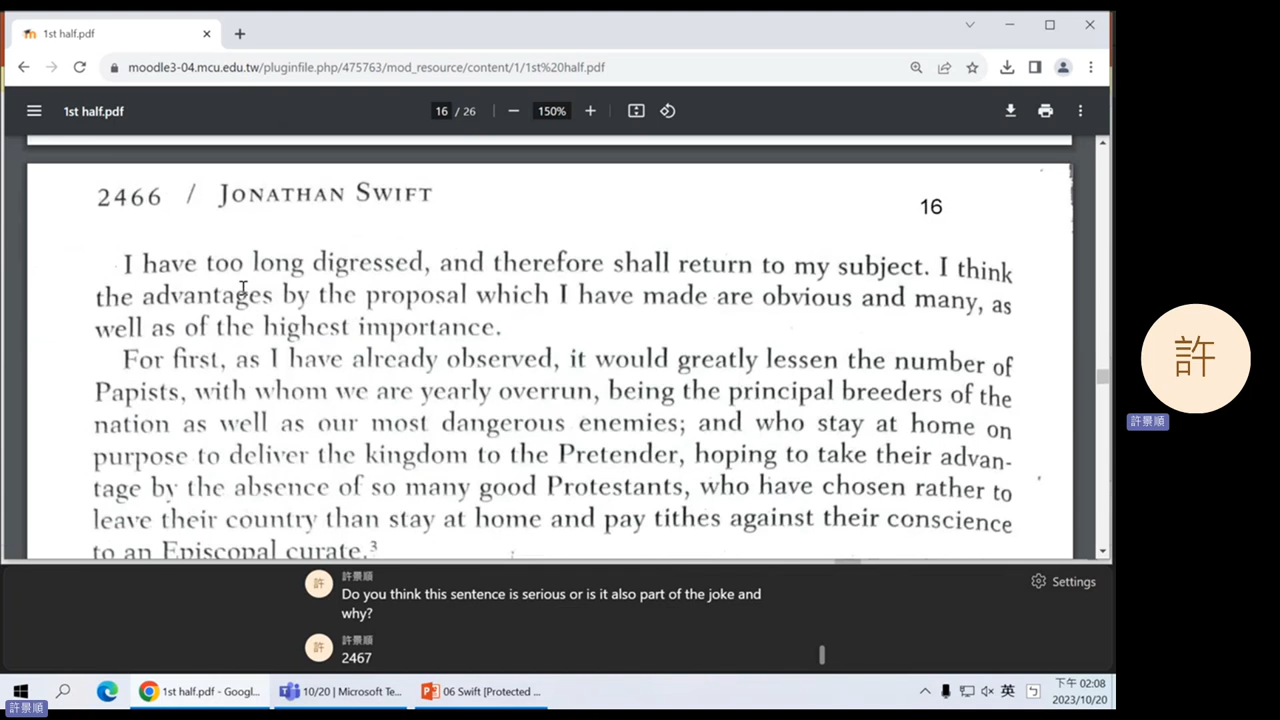 1st half.pdf
moodle3-04.mcu.edu.tw/pluginfile.php/475763/mod_resource/content/1/1st%20half.pdf
1st half.pdf
16 / 26
150%
2466 / JONATHAN SWIFT
16
I have too long digressed, and therefore shall return to my subject. I think
the advantages by the proposal which I have made are obvious and many, as
well as of the highest importance.
For first, as I have already observed, it would greatly lessen the number of
Papists, with whom we are yearly overrun, being the principal breeders of the
nation as well as our most dangerous enemies; and who stay at home on
purpose to deliver the kingdom to the Pretender, hoping to take their advan-
tage by the absence of so many good Protestants, who have chosen rather to
leave their country than stay at home and pay tithes against their conscience
to an Episcopal curate.3
許
許景順
許
許景順
Do you think this sentence is serious or is it also part of the joke and
why?
許
許景順
2467
Settings
1st half.pdf - Googl...
10/20 | Microsoft Te...
06 Swift [Protected ...
英
下午 02:08
2023/10/20
許景順